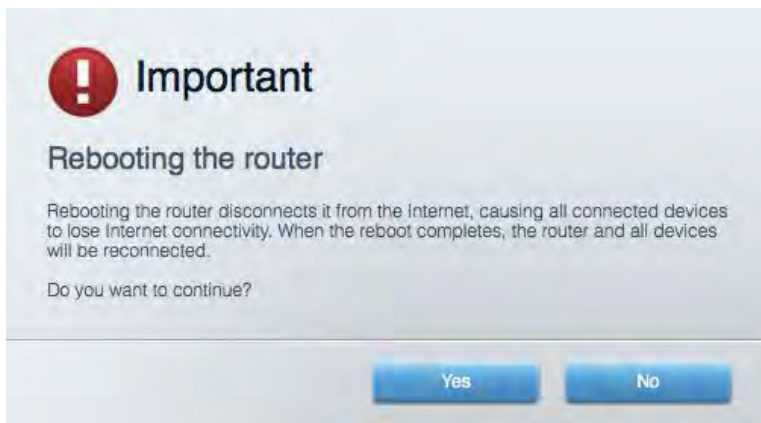 Important
Rebooting the router
Rebooting the router disconnects it from the Internet, causing all connected devices
to lose Internet connectivity. When the reboot completes, the router and all devices
will be reconnected.
Do you want to continue?
Yes No